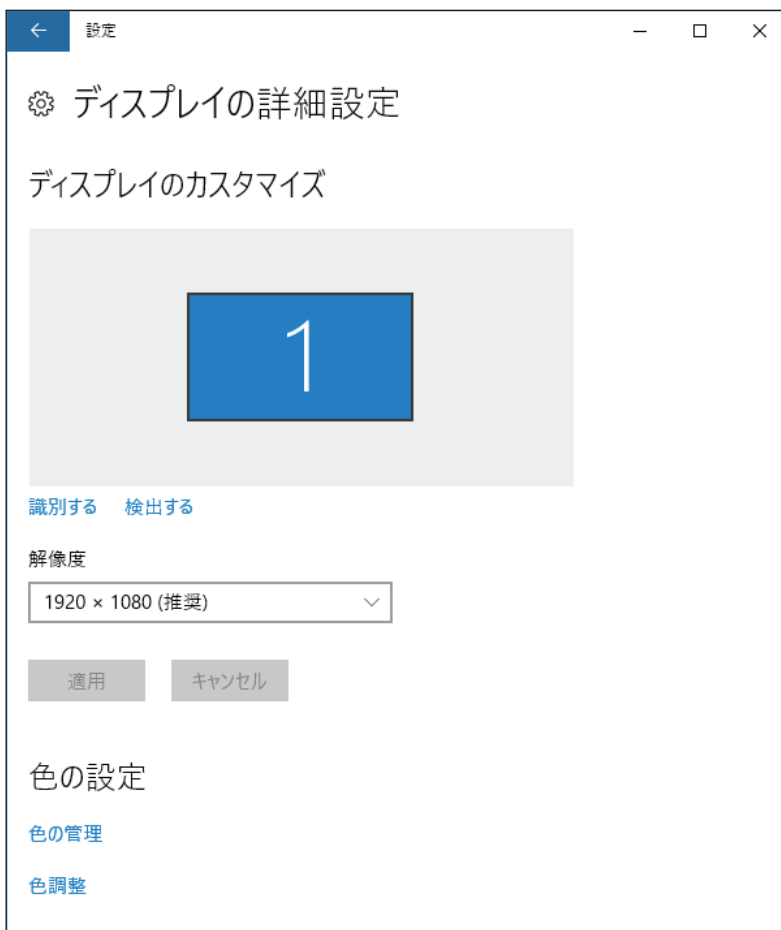 設定
ディスプレイの詳細設定
ディスプレイのカスタマイズ
1
識別する 検出する
解像度
1920 × 1080 (推奨)
適用 キャンセル
色の設定
色の管理
色調整